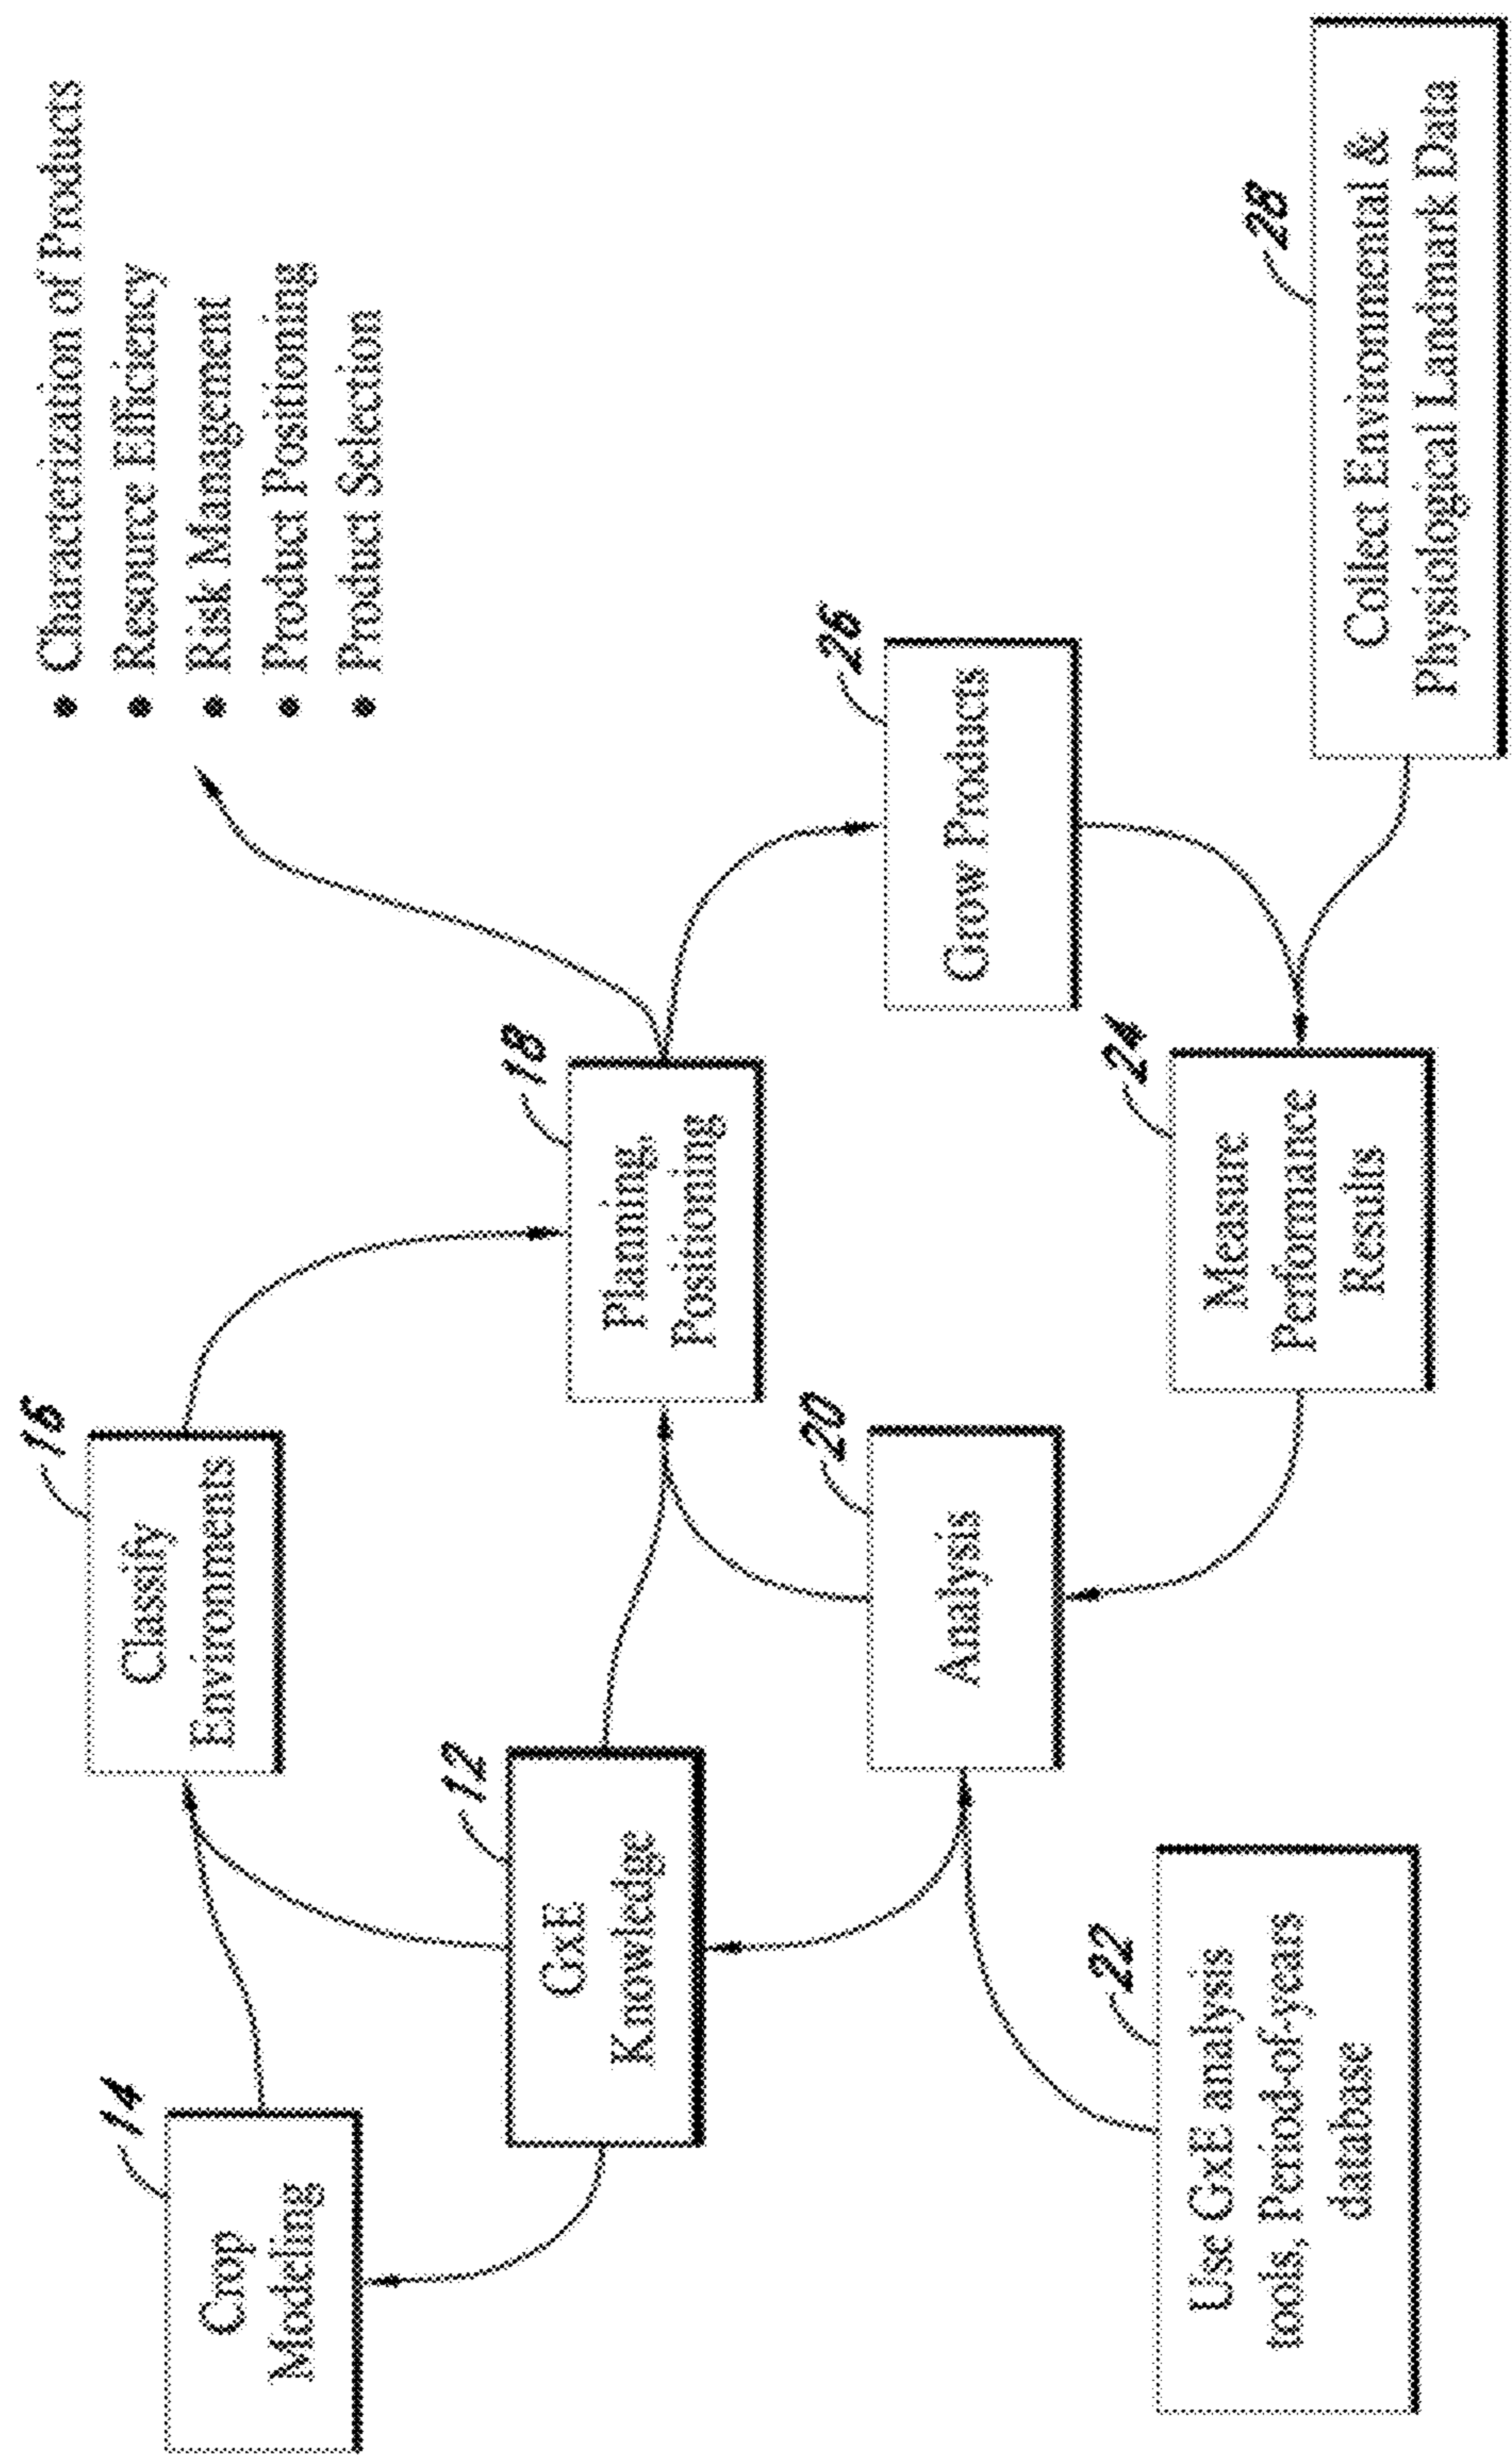 16
Classify
Environments
• Characterization of Products
• Resource Efficiency
• Risk Management
• Product Positioning
• Product Selection
14
Crop
Modeling
12
GxE
Knowledge
18
Planning,
Positioning
20
Analysis
26
Grow Products
22
Use GxE analysis
tools, Period-of-years
database
24
Measure
Performance
Results
28
Collect Environmental &
Physiological Landmark Data